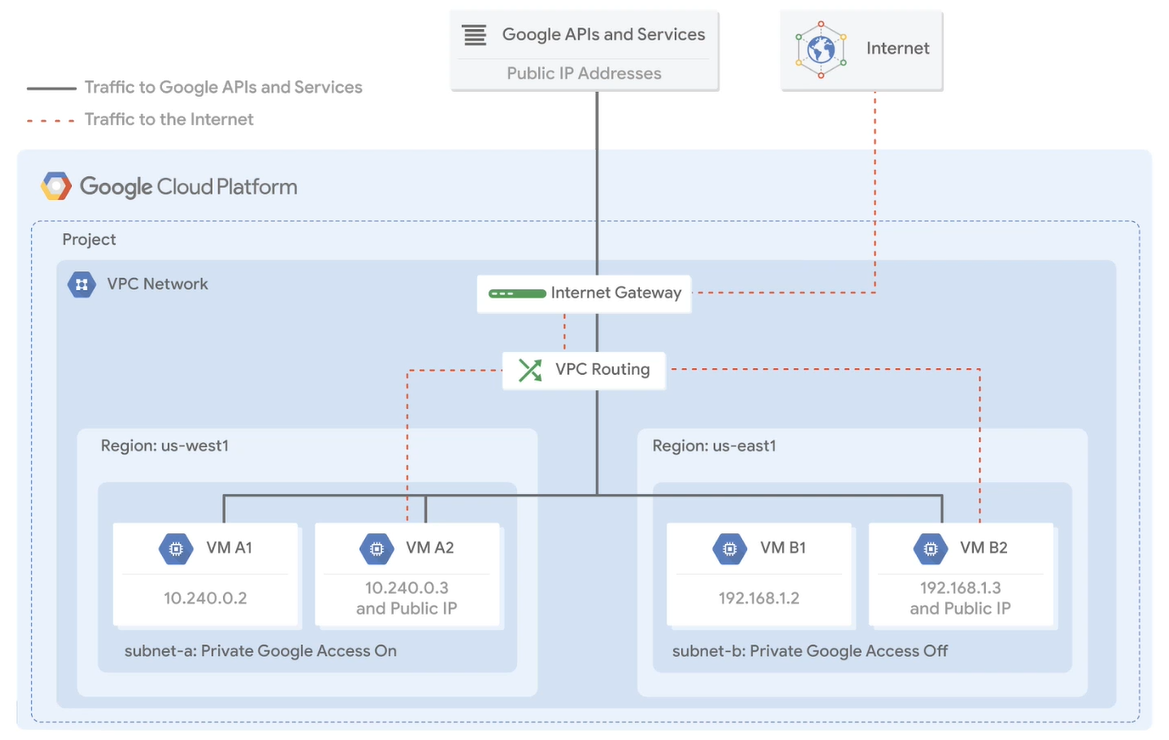 Google APIs and Services
Public IP Addresses
Internet
Traffic to Google APIs and Services
Traffic to the Internet
Google Cloud Platform
Project
VPC Network
Internet Gateway
VPC Routing
Region: us-west1
VM A1
10.240.0.2
VM A2
10.240.0.3
and Public IP
subnet-a: Private Google Access On
Region: us-east1
VM B1
192.168.1.2
VM B2
192.168.1.3
and Public IP
subnet-b: Private Google Access Off